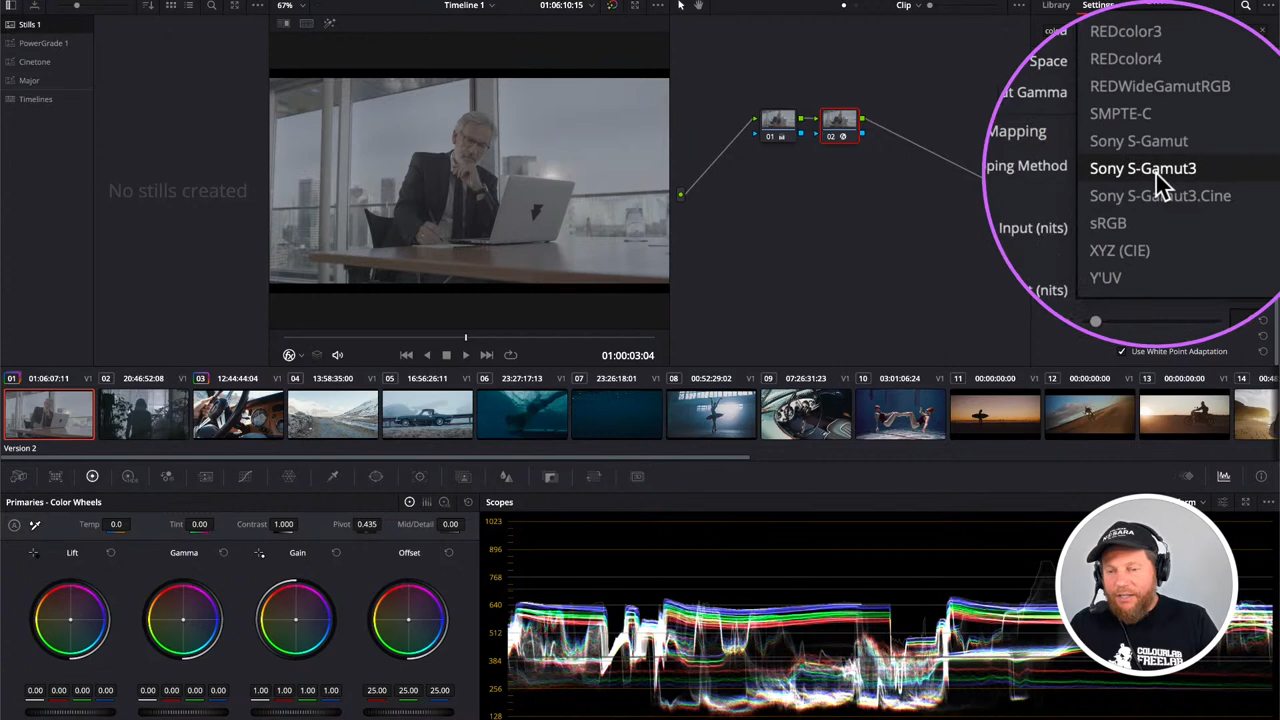 67%
Timeline 1
01:06:10:15
Clip
Library
Settings
Stills 1
PowerGrade 1
Cinetone
Major
Timelines
No stills created
01
02
REDcolor3
Space
REDcolor4
ut Gamma
REDWideGamutRGB
SMPTE-C
Mapping
Sony S-Gamut
ping Method
Sony S-Gamut3
Sony S-Gamut3.Cine
Input (nits)
sRGB
XYZ (CIE)
t (nits)
Y'UV
Use White Point Adaptation
01:00:03:04
01 01:06:07:11 V1
02 20:46:52:08 V1
03 12:44:44:04 V1
04 13:58:35:00 V1
05 16:56:26:11 V1
06 23:27:17:13 V1
07 23:26:18:01 V1
08 00:52:29:02 V1
09 07:26:31:23 V1
10 03:01:06:24 V1
11 00:00:00:00 V1
12 00:00:00:00 V1
13 00:00:00:00 V1
14 00:0
Version 2
Primaries - Color Wheels
Scopes
Temp 0.0
Tint 0.00
Contrast 1.000
Pivot 0.435
Mid/Detail 0.00
Lift
Gamma
Gain
Offset
0.00 0.00 0.00 0.00
0.00 0.00 0.00 0.00
1.00 1.00 1.00 1.00
25.00 25.00 25.00
1023
896
768
640
512
384
256
128
KESARA
COLOURLAB
FREELAB